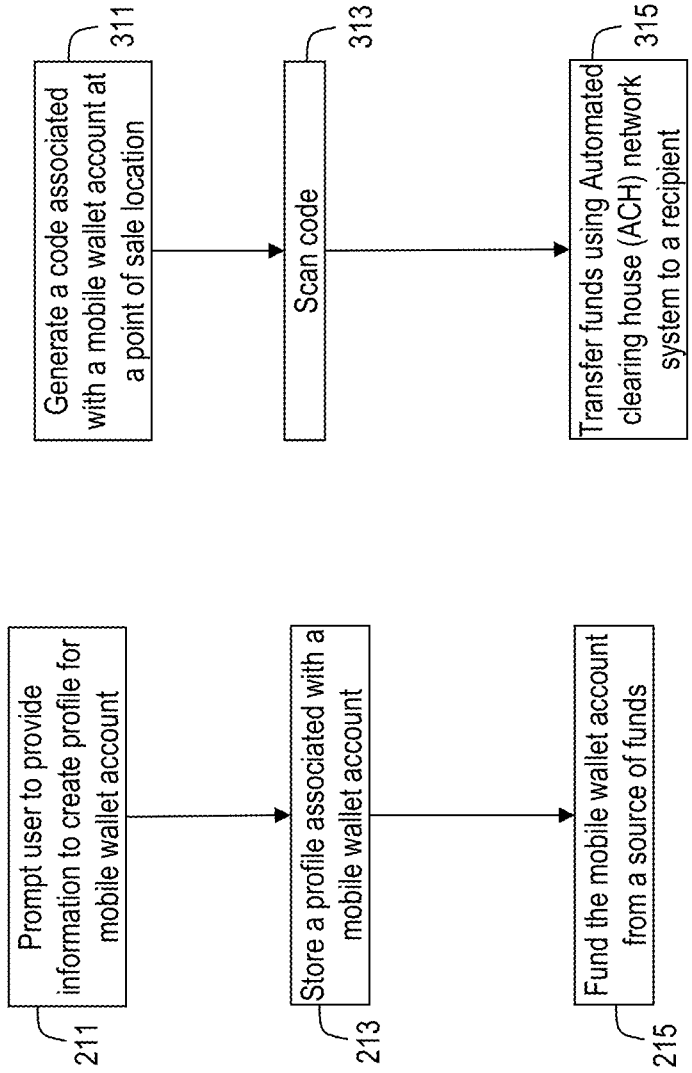 211
Prompt user to provide
information to create profile for
mobile wallet account
213
Store a profile associated with a
mobile wallet account
215
Fund the mobile wallet account
from a source of funds
311
Generate a code associated
with a mobile wallet account at
a point of sale location
313
Scan code
315
Transfer funds using Automated
clearing house (ACH) network
system to a recipient